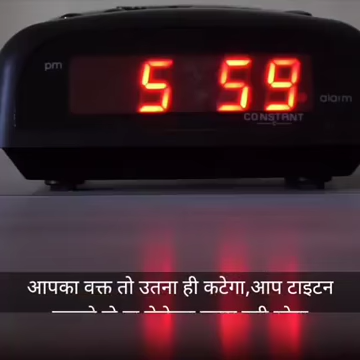 pm
5 59
alarm
CONSTANT
आपका वक्त तो उतना ही कटेगा,आप टाइटन